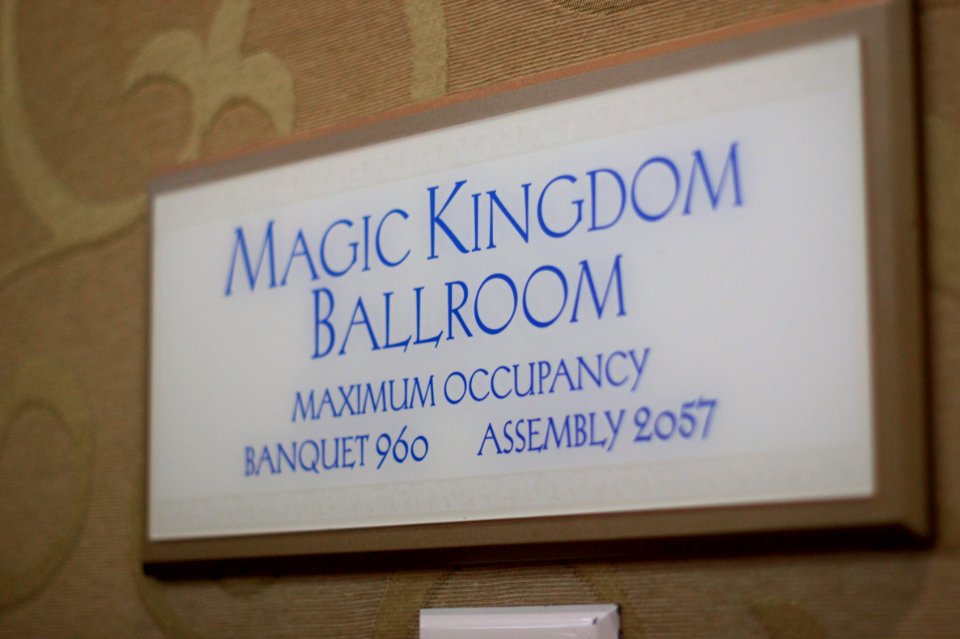 MAGIC KINGDOM
BALLROOM
MAXIMUM OCCUPANCY
BANQUET 960 ASSEMBLY 2057